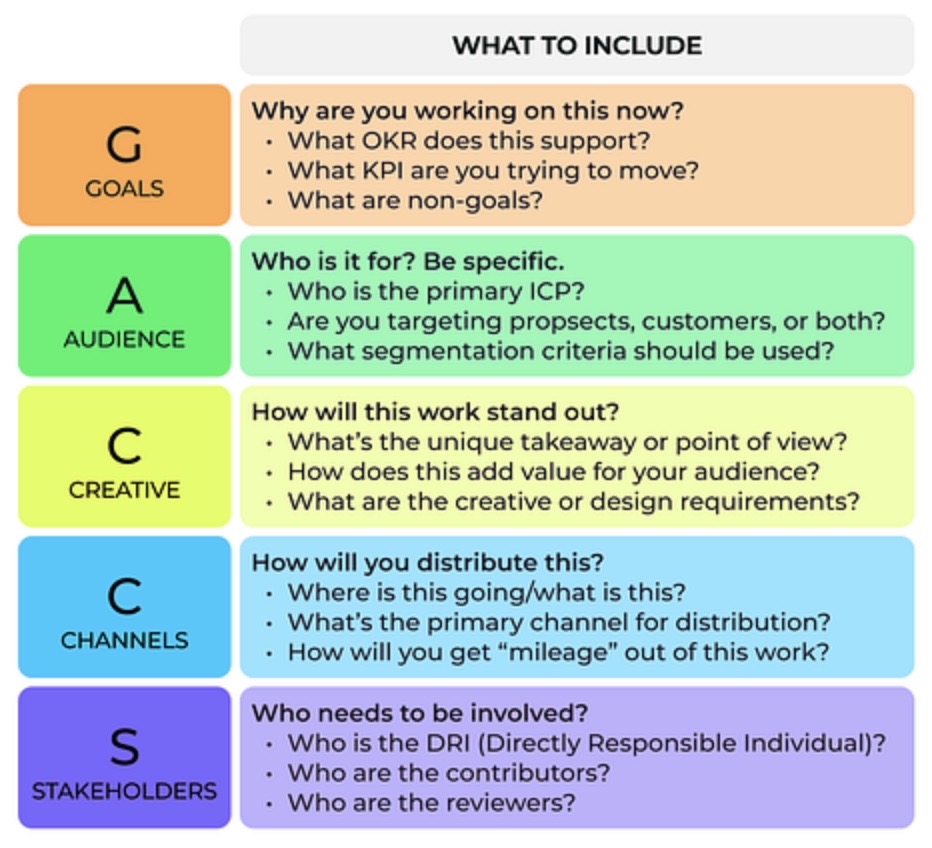 WHAT TO INCLUDE
G
GOALS
Why are you working on this now?
• What OKR does this support?
• What KPI are you trying to move?
• What are non-goals?
A
AUDIENCE
Who is it for? Be specific.
• Who is the primary ICP?
• Are you targeting propsects, customers, or both?
• What segmentation criteria should be used?
C
CREATIVE
How will this work stand out?
• What’s the unique takeaway or point of view?
• How does this add value for your audience?
• What are the creative or design requirements?
C
CHANNELS
How will you distribute this?
• Where is this going/what is this?
• What’s the primary channel for distribution?
• How will you get “mileage” out of this work?
S
STAKEHOLDERS
Who needs to be involved?
• Who is the DRI (Directly Responsible Individual)?
• Who are the contributors?
• Who are the reviewers?